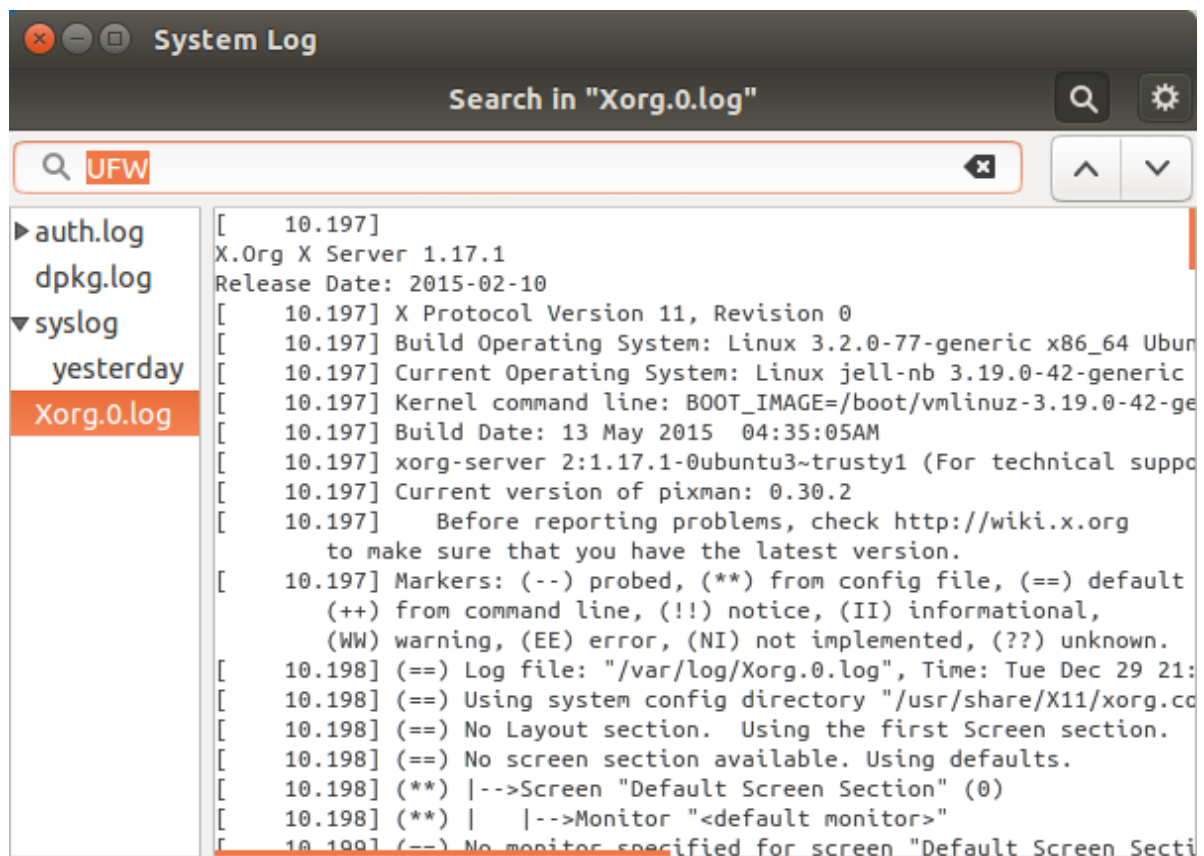 System Log
Search in "Xorg.0.log"
UFW
auth.log
dpkg.log
syslog
yesterday
Xorg.0.log
[    10.197]
X.Org X Server 1.17.1
Release Date: 2015-02-10
[    10.197] X Protocol Version 11, Revision 0
[    10.197] Build Operating System: Linux 3.2.0-77-generic x86_64 Ubun
[    10.197] Current Operating System: Linux jell-nb 3.19.0-42-generic
[    10.197] Kernel command line: BOOT_IMAGE=/boot/vmlinuz-3.19.0-42-ge
[    10.197] Build Date: 13 May 2015  04:35:05AM
[    10.197] xorg-server 2:1.17.1-0ubuntu3~trusty1 (For technical suppo
[    10.197] Current version of pixman: 0.30.2
[    10.197]    Before reporting problems, check http://wiki.x.org
to make sure that you have the latest version.
[    10.197] Markers: (--) probed, (**) from config file, (==) default
(++) from command line, (!!) notice, (II) informational,
(WW) warning, (EE) error, (NI) not implemented, (??) unknown.
[    10.198] (==) Log file: "/var/log/Xorg.0.log", Time: Tue Dec 29 21:
[    10.198] (==) Using system config directory "/usr/share/X11/xorg.co
[    10.198] (==) No Layout section.  Using the first Screen section.
[    10.198] (==) No screen section available. Using defaults.
[    10.198] (**) |-->Screen "Default Screen Section" (0)
[    10.198] (**) |   |-->Monitor "<default monitor>"
[    10.199] (==) No monitor specified for screen "Default Screen Secti